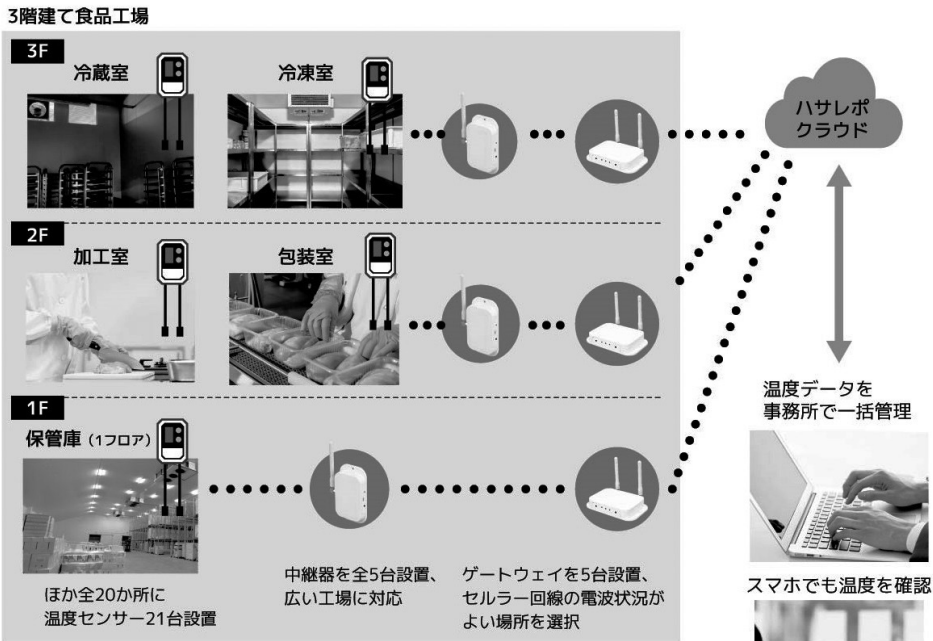 3階建て食品工場
3F
冷蔵室
冷凍室
ハサレポ
クラウド
2F
加工室
包装室
温度データを
事務所で一括管理
1F
保管庫（1フロア）
ほか全20か所に
温度センサー21台設置
中継器を全5台設置、
広い工場に対応
ゲートウェイを5台設置、
セルラー回線の電波状況が
よい場所を選択
スマホでも温度を確認